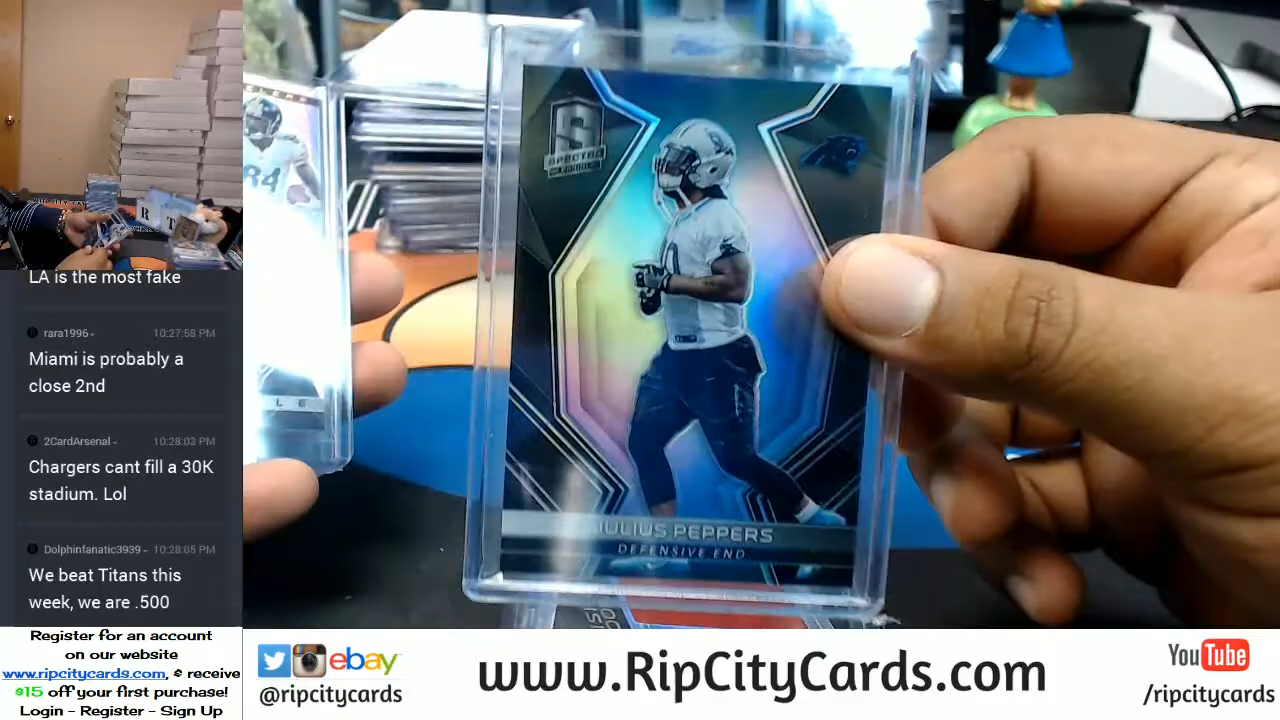 LA is the most fake
rara1996 - 10:27:58 PM
Miami is probably a
close 2nd
2CardArsenal - 10:28:03 PM
Chargers cant fill a 30K
stadium. Lol
Dolphinfanatic3939 - 10:28:05 PM
We beat Titans this
week, we are .500
Register for an account
on our website
www.ripcitycards.com, & receive
$15 off your first purchase!
Login - Register - Sign Up
84
S
SPECTRA
JULIUS PEPPERS
DEFENSIVE END
ebay
@ripcitycards
www.RipCityCards.com
YouTube
/ripcitycards